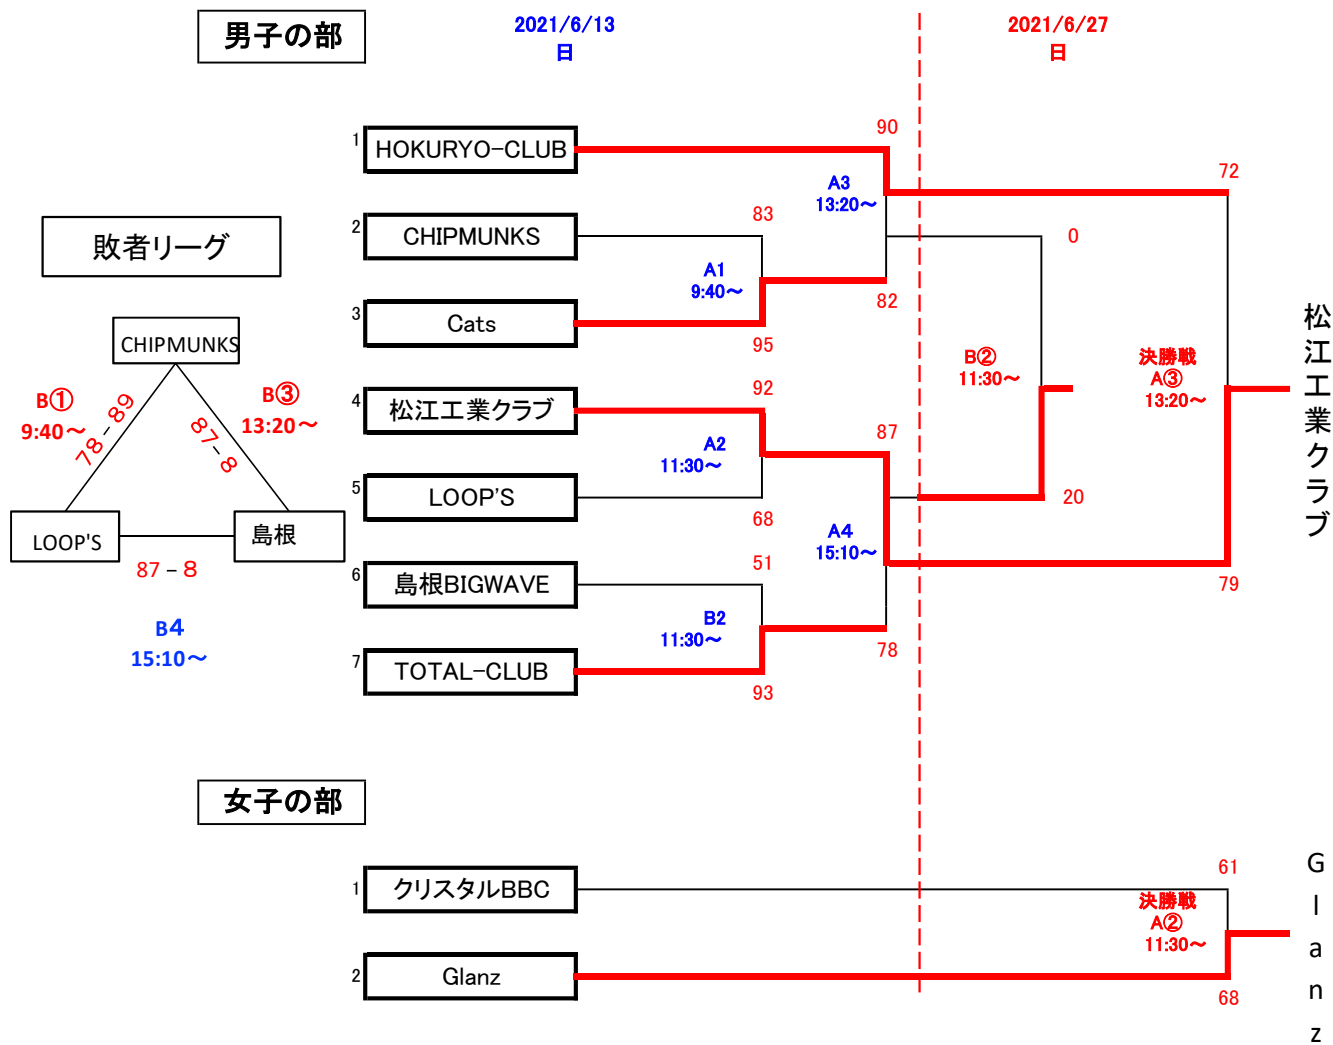 男子の部
2021/6/13
日
2021/6/27
日
1
HOKURYO-CLUB
90
72
A3
13:20～
2
CHIPMUNKS
83
0
敗者リーグ
A1
9:40～
82
3
Cats
95
CHIPMUNKS
B①
9:40～
78-89
B③
13:20～
87-8
B②
11:30～
決勝戦
A③
13:20～
松江工業クラブ
4
松江工業クラブ
92
87
A2
11:30～
5
LOOP'S
68
20
LOOP'S
島根
87-8
A4
15:10～
51
79
6
島根BIGWAVE
B4
15:10～
B2
11:30～
78
7
TOTAL-CLUB
93
女子の部
1
クリスタルBBC
61
決勝戦
A②
11:30～
2
Glanz
68
Glanz